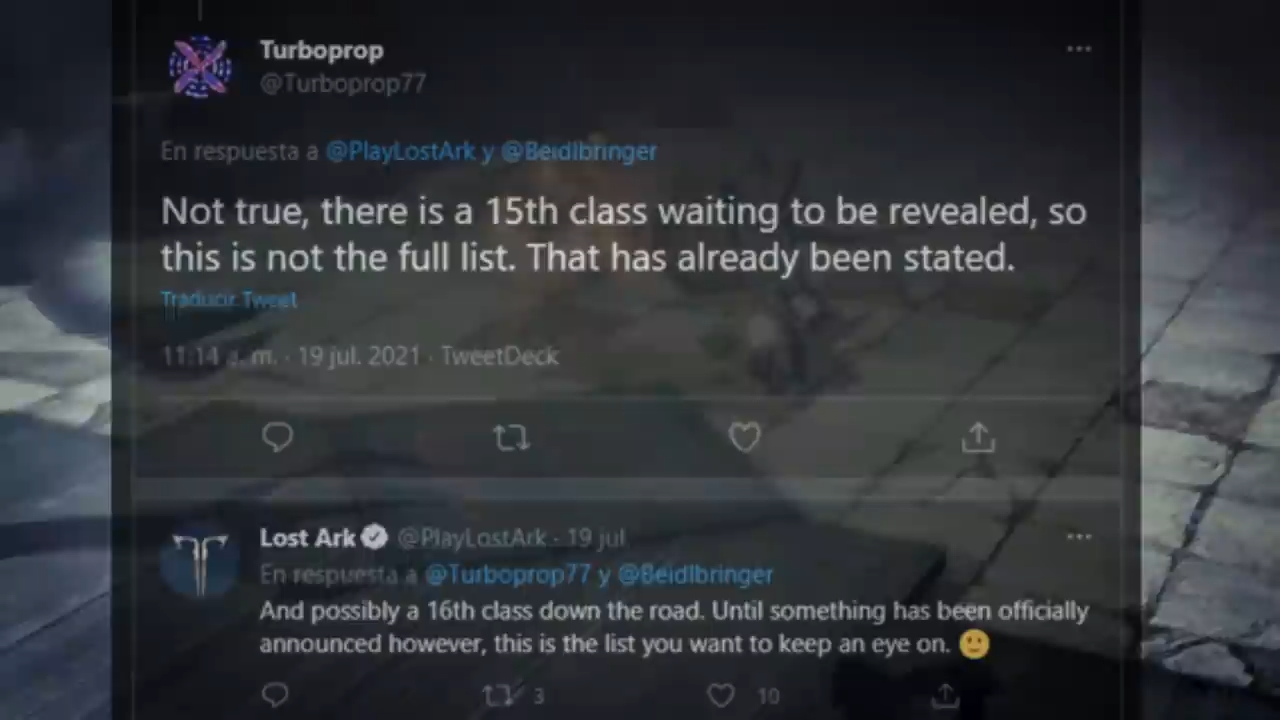 Turboprop
@Turboprop77
En respuesta a @PlayLostArk y @Beidlbringer
Not true, there is a 15th class waiting to be revealed, so
this is not the full list. That has already been stated.
Traducir Tweet
11:14 a. m. · 19 jul. 2021 · TweetDeck
Lost Ark @PlayLostArk · 19 jul
En respuesta a @Turboprop77 y @Beidlbringer
And possibly a 16th class down the road. Until something has been officially
announced however, this is the list you want to keep an eye on. 🙂
3 10